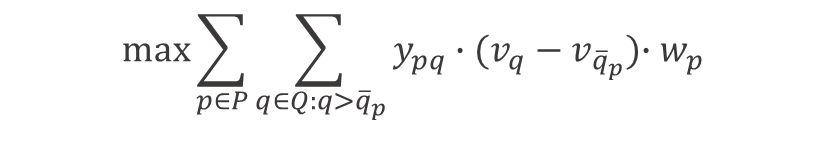 max ∑_{p∈P} ∑_{q∈Q:q>q̄_p} y_{pq} · (v_q − v_{q̄_p}) · w_p